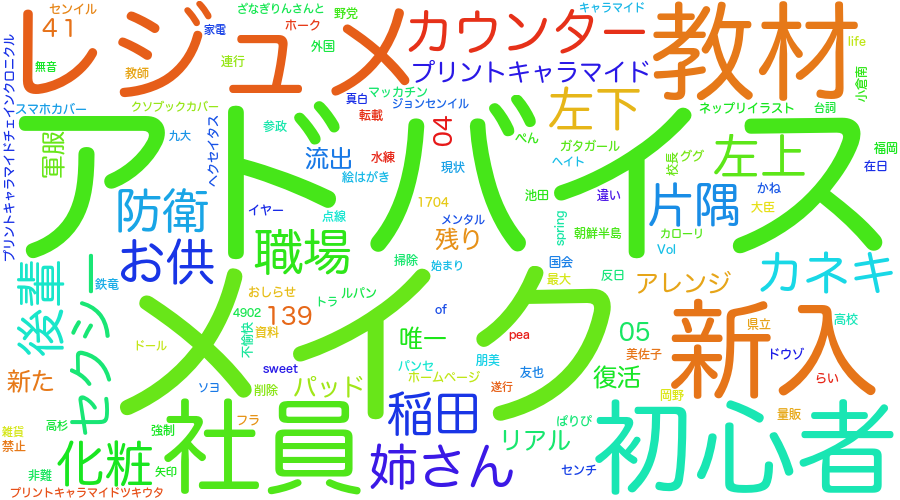 センイル
ざなぎりんさんと
野党
キャラマイド
41
レジュメ
家電
ホーク
カウンター
教材
life
無音
教師
連行
外国
プリントキャラマイド
小倉南
プリントキャラマイドチェインクロニクル
スマホカバー
クソブックカバー
真白
マッカチン
ジョンセンイル
転載
左下
ネップリイラスト
台詞
アドバイス
九大
ヘクセイタス
参政
04
ぺん
軍服
流出
水練
現状
ガタガール
ヘイト
校長
ググ
左上
福岡
在日
絵はがき
防衛
イヤー
点線
1704
メンタル
池田
違い
片隅
かね
大臣
お供
職場
残り
spring
朝鮮半島
カローリ
Vol
後輩
セクシー
鉄竜
掃除
始まり
国会
最大
反日
アレンジ
カネキ
メイク
おしらせ
トラ
ルパン
4902
139
of
資料
不愉快
唯一
pea
05
新入
県立
高校
ドール
美佐子
ドウゾ
新た
ソヨ
sweet
削除
パッド
パンセ
ホームページ
朋美
友也
遂行
復活
岡野
らい
雑貨
禁止
高杉
強制
社員
フラ
稲田
リアル
ぱりぴ
初心者
量販
非難
化粧
矢印
姉さん
センチ
プリントキャラマイドツキウタ